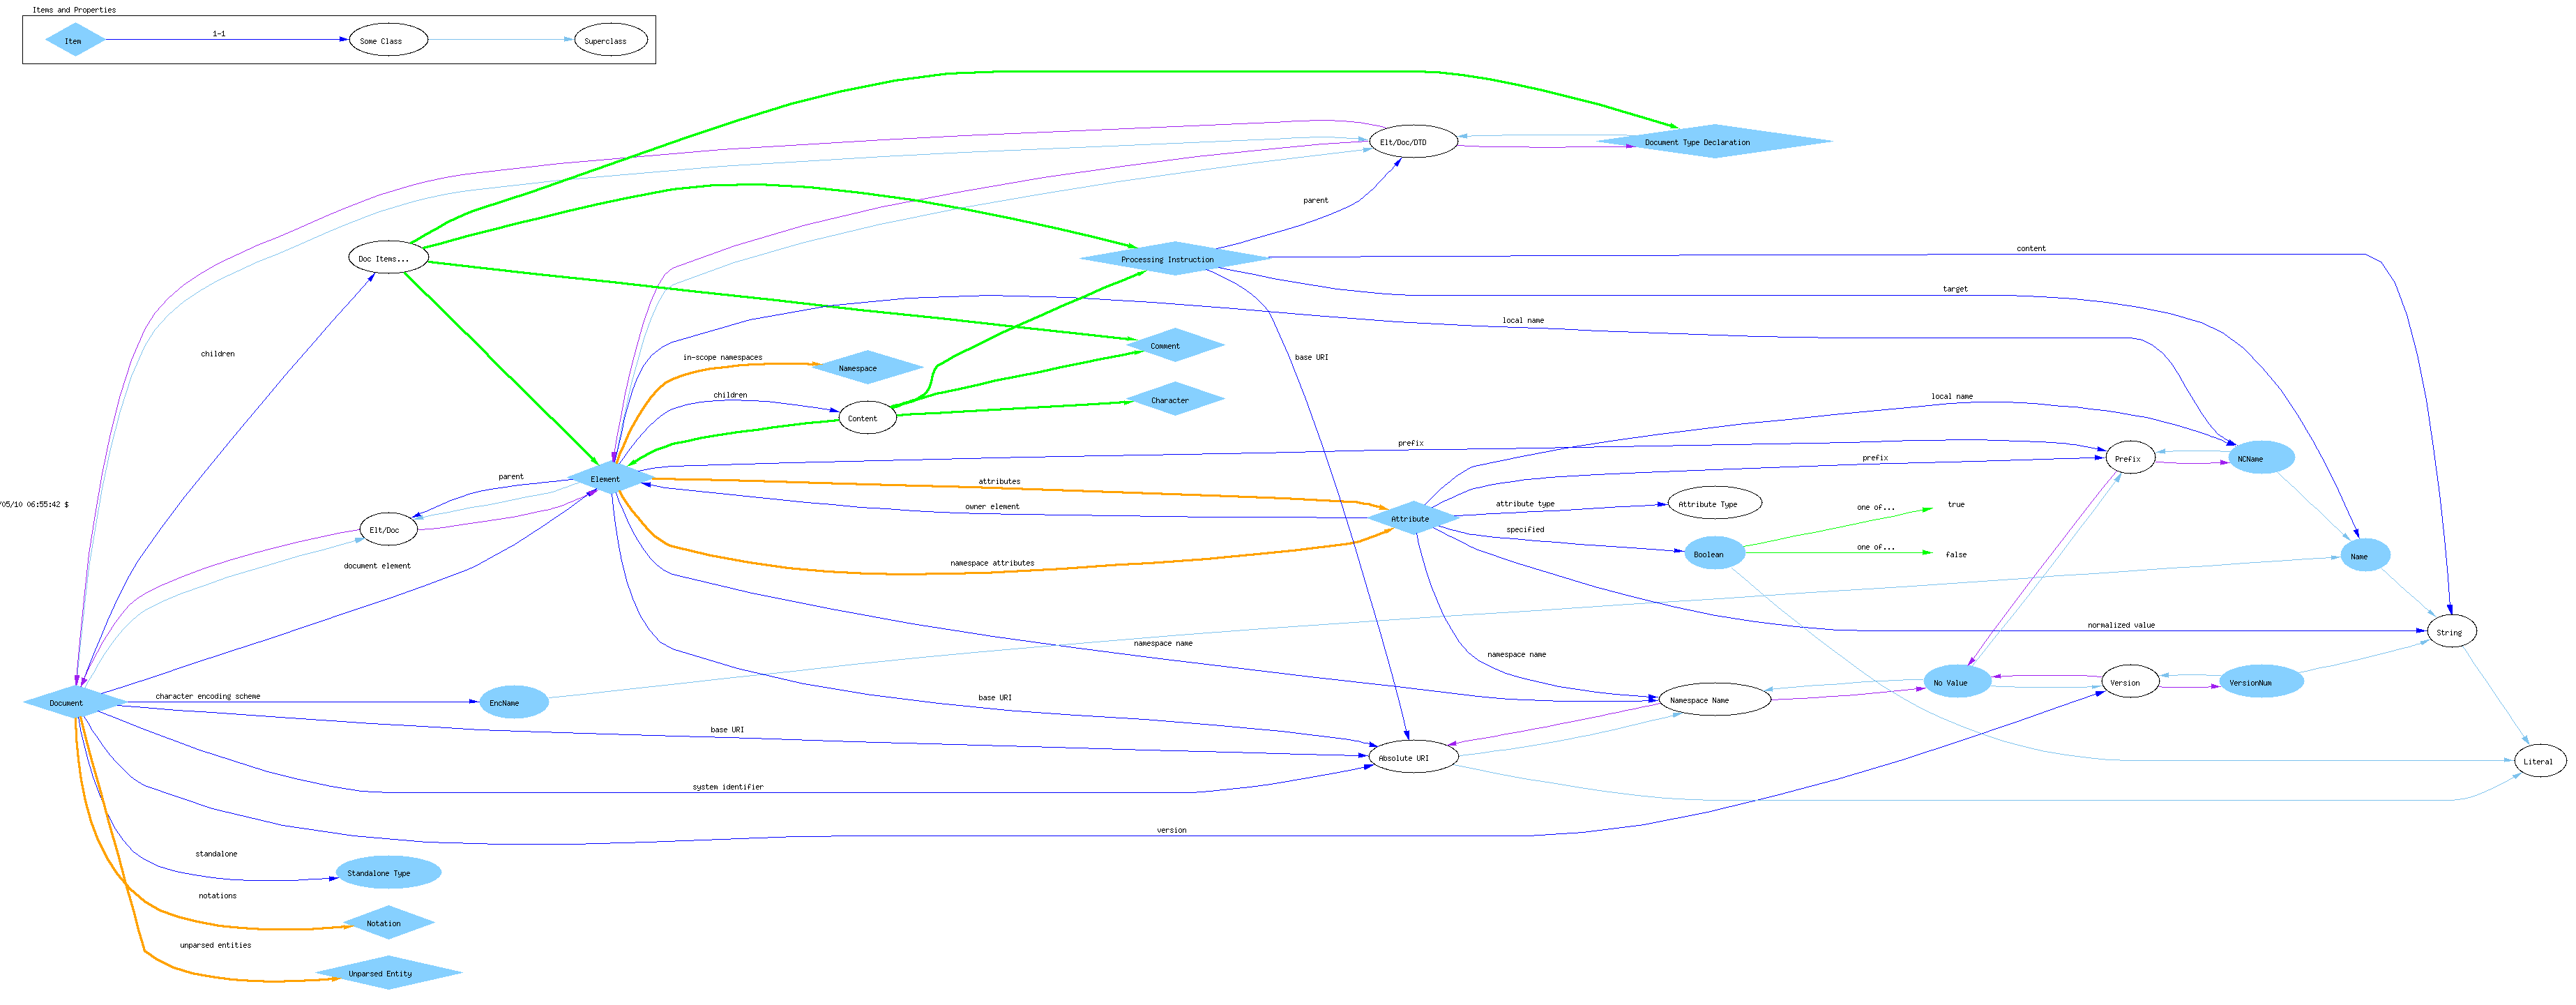 Items and Properties
Item
1-1
Some Class
Superclass
Elt/Doc/DTD
Document Type Declaration
parent
Doc Items...
Processing Instruction
content
target
local name
children
base URI
in-scope namespaces
Comment
Namespace
children
Character
local name
Content
prefix
prefix
Prefix
NCName
parent
Element
attributes
/05/10 06:55:42 $
owner element
attribute type
Attribute Type
one of...
true
Elt/Doc
Attribute
specified
one of...
Boolean
false
Name
document element
namespace attributes
normalized value
String
namespace name
namespace name
No Value
Version
VersionNum
character encoding scheme
base URI
Document
EncName
Namespace Name
base URI
Absolute URI
Literal
system identifier
version
standalone
Standalone Type
notations
Notation
unparsed entities
Unparsed Entity